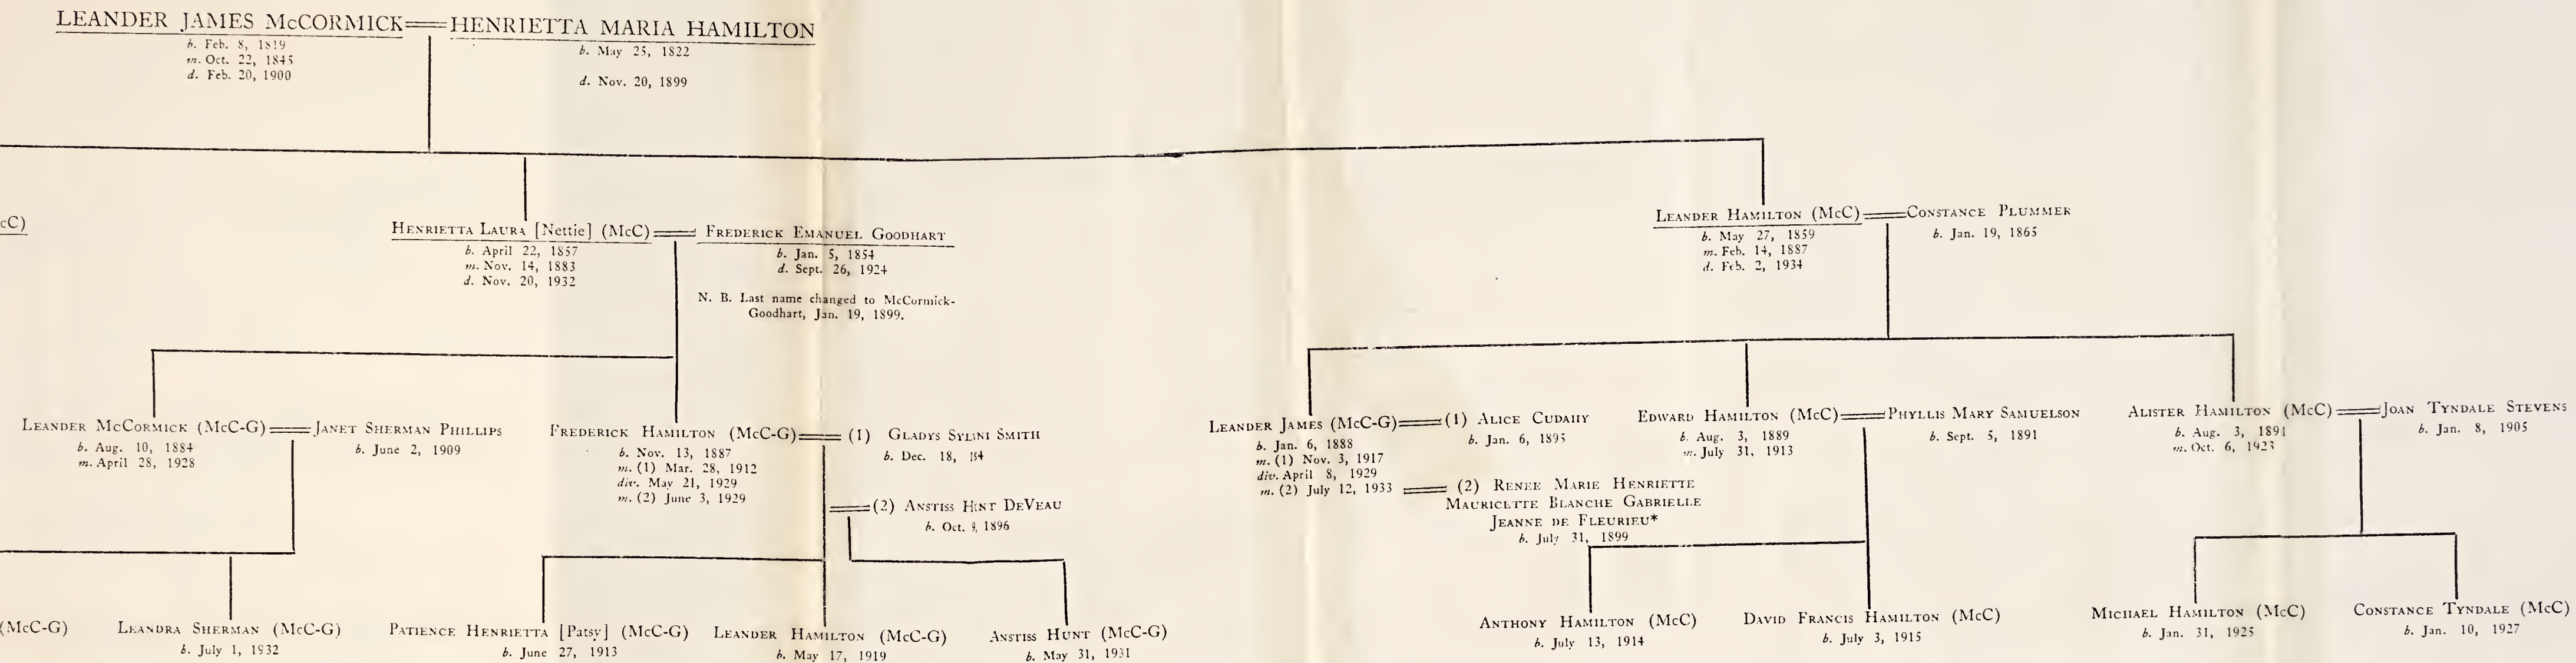 LEANDER JAMES McCORMICK HENRIETTA MARIA HAMILTON
b. Feb. 8, 1819
m. Oct. 22, 1845
d. Feb. 20, 1900
b. May 25, 1822
d. Nov. 20, 1899
cC)
HENRIETTA LAURA [Nettie] (McC) FREDERICK EMANUEL GOODHART
b. April 22, 1857
m. Nov. 14, 1883
d. Nov. 20, 1932
b. Jan. 5, 1854
d. Sept. 26, 1924
N. B. Last name changed to McCormick-
Goodhart, Jan. 19, 1899.
LEANDER HAMILTON (McC) CONSTANCE PLUMMER
b. May 27, 1859
m. Feb. 14, 1887
d. Feb. 2, 1934
b. Jan. 19, 1865
LEANDER McCORMICK (McC-G) JANET SHERMAN PHILLIPS
b. Aug. 10, 1884
m. April 28, 1928
b. June 2, 1909
FREDERICK HAMILTON (McC-G) (1) GLADYS SMITH
b. Nov. 13, 1887
m. (1) Mar. 28, 1912
div. May 21, 1929
m. (2) June 3, 1929
b. Dec. 18,
(2) ANSTISS DEVEAU
b. Oct. 1896
LEANDER JAMES (McC-G) (1) ALICE CUDAHY
b. Jan. 6, 1888
m. (1) Nov. 3, 1917
div. April 8, 1929
m. (2) July 12, 1933
b. Jan. 6, 1895
(2) RENEE MARIE HENRIETTE
MAURICETTE BLANCHE GABRIELLE
JEANNE DE FLEURIEU*
b. July 31, 1899
EDWARD HAMILTON (McC) PHYLLIS MARY SAMUELSON
b. Aug. 3, 1889
m. July 31, 1913
b. Sept. 5, 1891
ALISTER HAMILTON (McC) JOAN TYNDALE STEVENS
b. Aug. 3, 1891
m. Oct. 6, 1923
b. Jan. 8, 1905
(McC-G)
LEANDRA SHERMAN (McC-G)
b. July 1, 1932
PATIENCE HENRIETTA [Patsy] (McC-G)
b. June 27, 1913
LEANDER HAMILTON (McC-G)
b. May 17, 1919
ANSTISS HUNT (McC-G)
b. May 31, 1931
ANTHONY HAMILTON (McC)
b. July 13, 1914
DAVID FRANCIS HAMILTON (McC)
b. July 3, 1915
MICHAEL HAMILTON (McC)
b. Jan. 31, 1925
CONSTANCE TYNDALE (McC)
b. Jan. 10, 1927